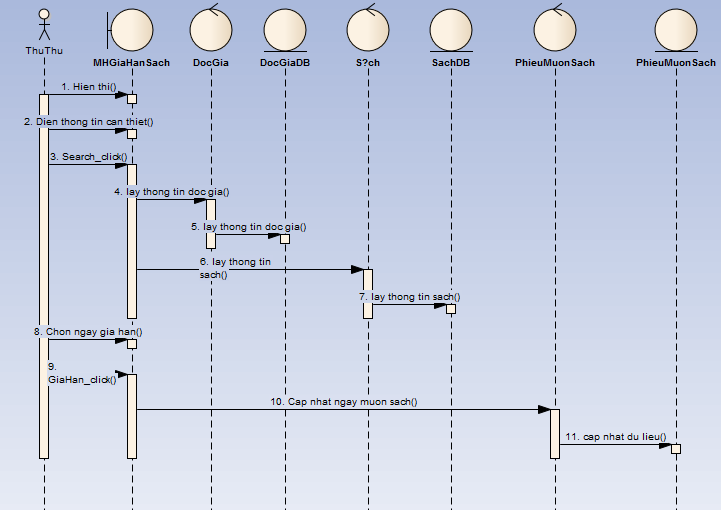 ThuThu
MHGiaHanSach
DocGia
DocGiaDB
S?ch
SachDB
PhieuMuonSach
PhieuMuonSach
1. Hien thi()
2. Dien thong tin can thiet()
3. Search_click()
4. lay thong tin doc gia()
5. lay thong tin doc gia()
6. lay thong tin
sach()
7. lay thong tin sach()
8. Chon ngay gia han()
9.
GiaHan_click()
10. Cap nhat ngay muon sach()
11. cap nhat du lieu()